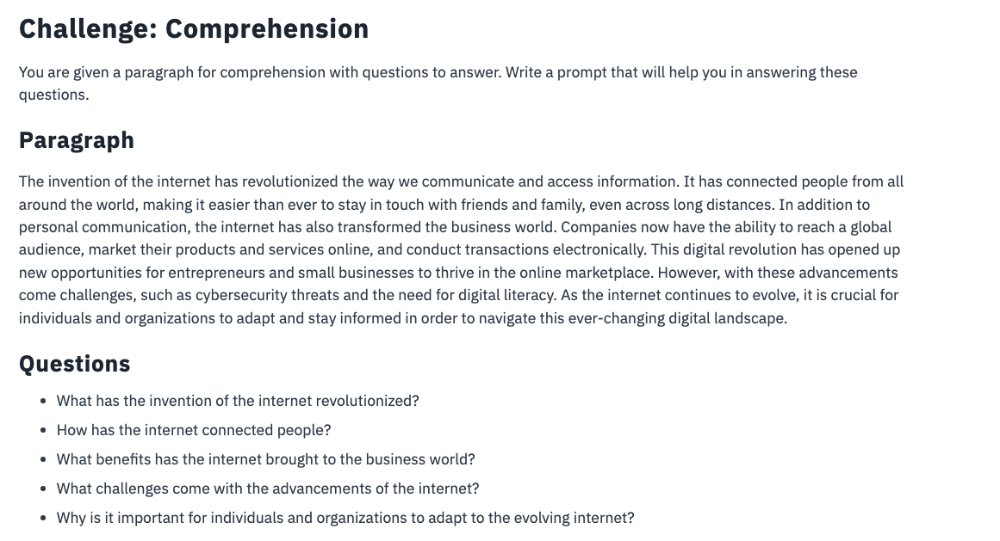 Challenge: Comprehension
You are given a paragraph for comprehension with questions to answer. Write a prompt that will help you in answering these
questions.
Paragraph
The invention of the internet has revolutionized the way we communicate and access information. It has connected people from all
around the world, making it easier than ever to stay in touch with friends and family, even across long distances. In addition to
personal communication, the internet has also transformed the business world. Companies now have the ability to reach a global
audience, market their products and services online, and conduct transactions electronically. This digital revolution has opened up
new opportunities for entrepreneurs and small businesses to thrive in the online marketplace. However, with these advancements
come challenges, such as cybersecurity threats and the need for digital literacy. As the internet continues to evolve, it is crucial for
individuals and organizations to adapt and stay informed in order to navigate this ever-changing digital landscape.
Questions
• What has the invention of the internet revolutionized?
• How has the internet connected people?
• What benefits has the internet brought to the business world?
• What challenges come with the advancements of the internet?
• Why is it important for individuals and organizations to adapt to the evolving internet?